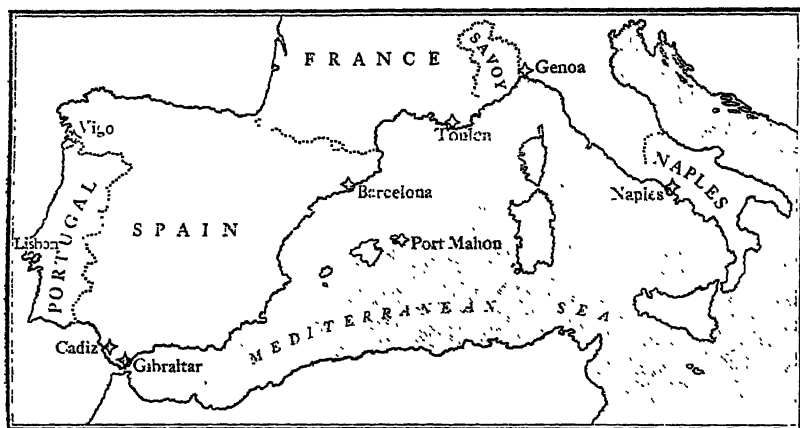 FRANCE
SAVOY
Genoa
Vigo
Toulon
PORTUGAL
SPAIN
Barcelona
NAPLES
Naples
Lisbon
Port Mahon
MEDITERRANEAN SEA
Cadiz
Gibraltar